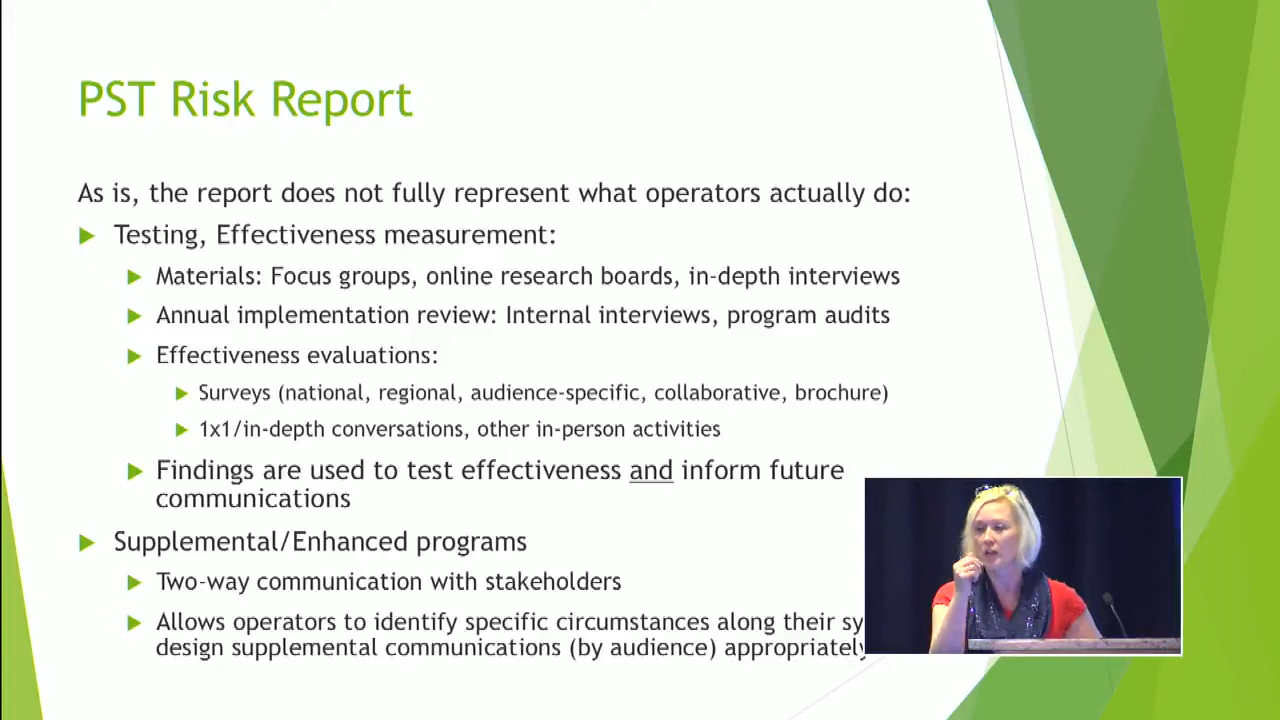 PST Risk Report
As is, the report does not fully represent what operators actually do:
Testing, Effectiveness measurement:
Materials: Focus groups, online research boards, in-depth interviews
Annual implementation review: Internal interviews, program audits
Effectiveness evaluations:
Surveys (national, regional, audience-specific, collaborative, brochure)
1x1/in-depth conversations, other in-person activities
Findings are used to test effectiveness and inform future
communications
Supplemental/Enhanced programs
Two-way communication with stakeholders
Allows operators to identify specific circumstances along their
design supplemental communications (by audience) appropriately